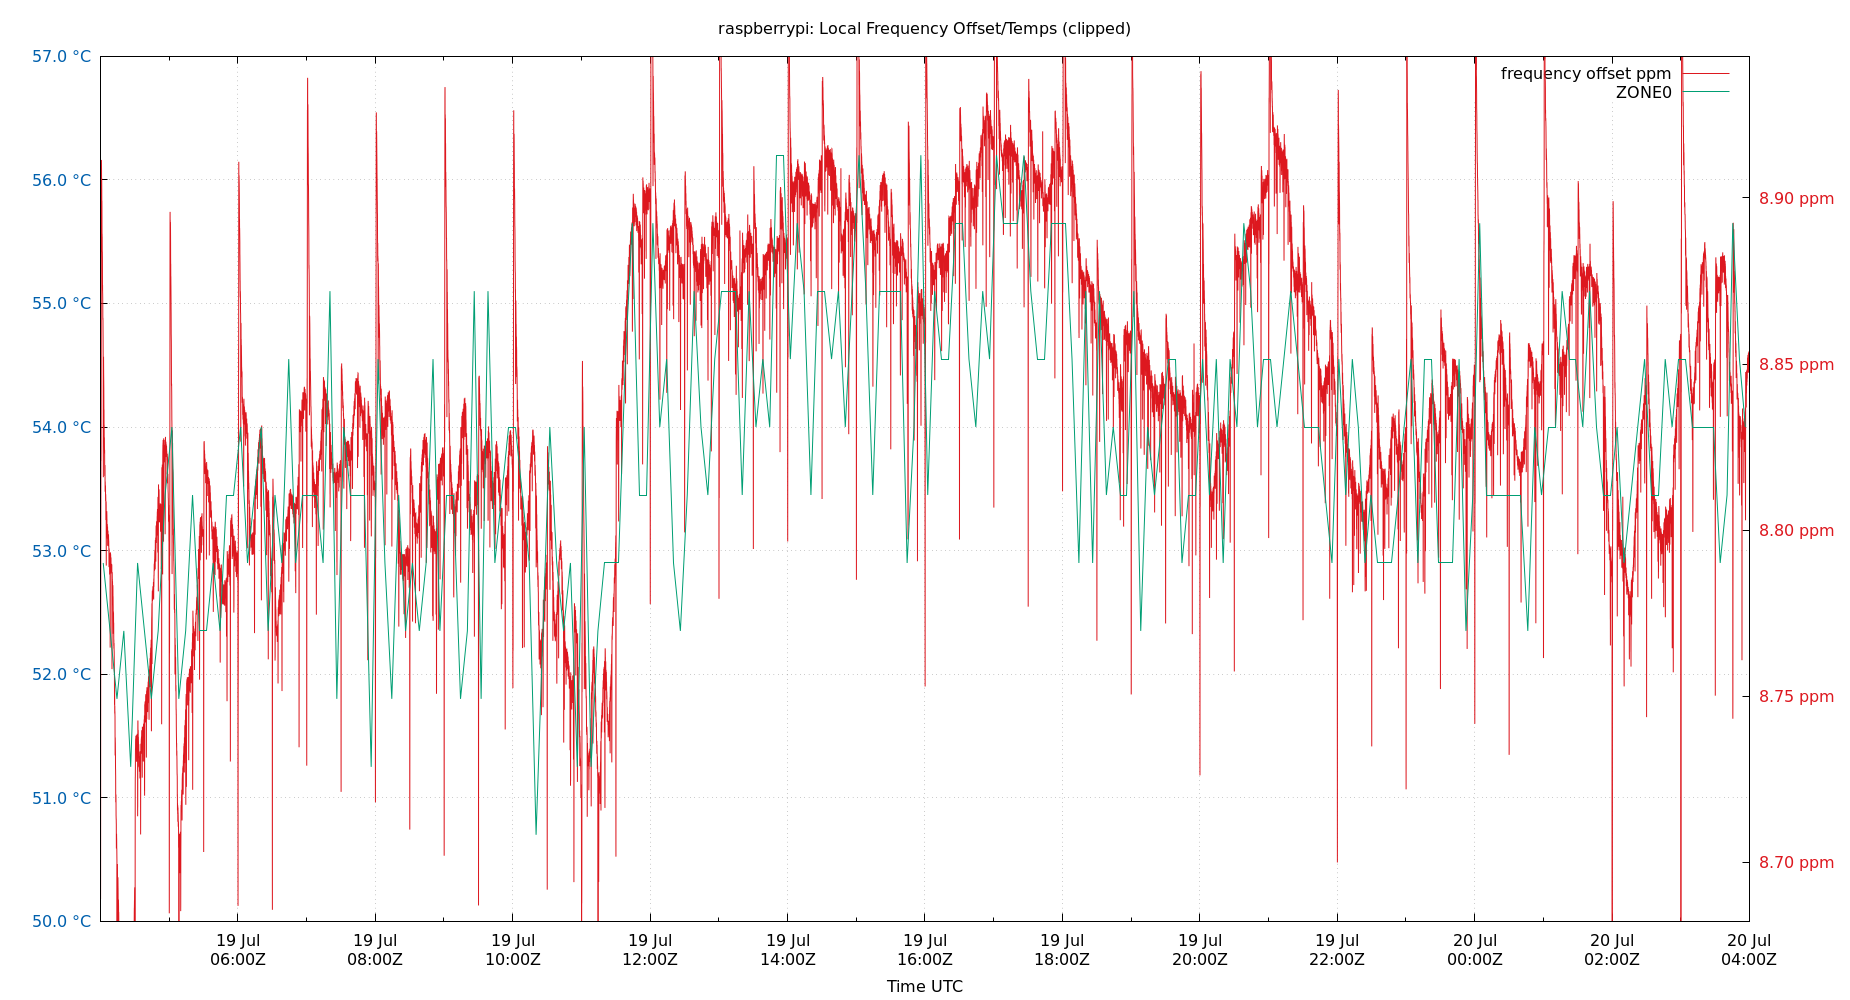 raspberrypi: Local Frequency Offset/Temps (clipped)
frequency offset ppm
ZONE0
57.0 °C
56.0 °C
55.0 °C
54.0 °C
53.0 °C
52.0 °C
51.0 °C
50.0 °C
8.90 ppm
8.85 ppm
8.80 ppm
8.75 ppm
8.70 ppm
19 Jul 19 Jul 19 Jul 19 Jul 19 Jul 19 Jul 19 Jul 19 Jul 19 Jul 20 Jul 20 Jul 20 Jul
06:00Z 08:00Z 10:00Z 12:00Z 14:00Z 16:00Z 18:00Z 20:00Z 22:00Z 00:00Z 02:00Z 04:00Z
Time UTC